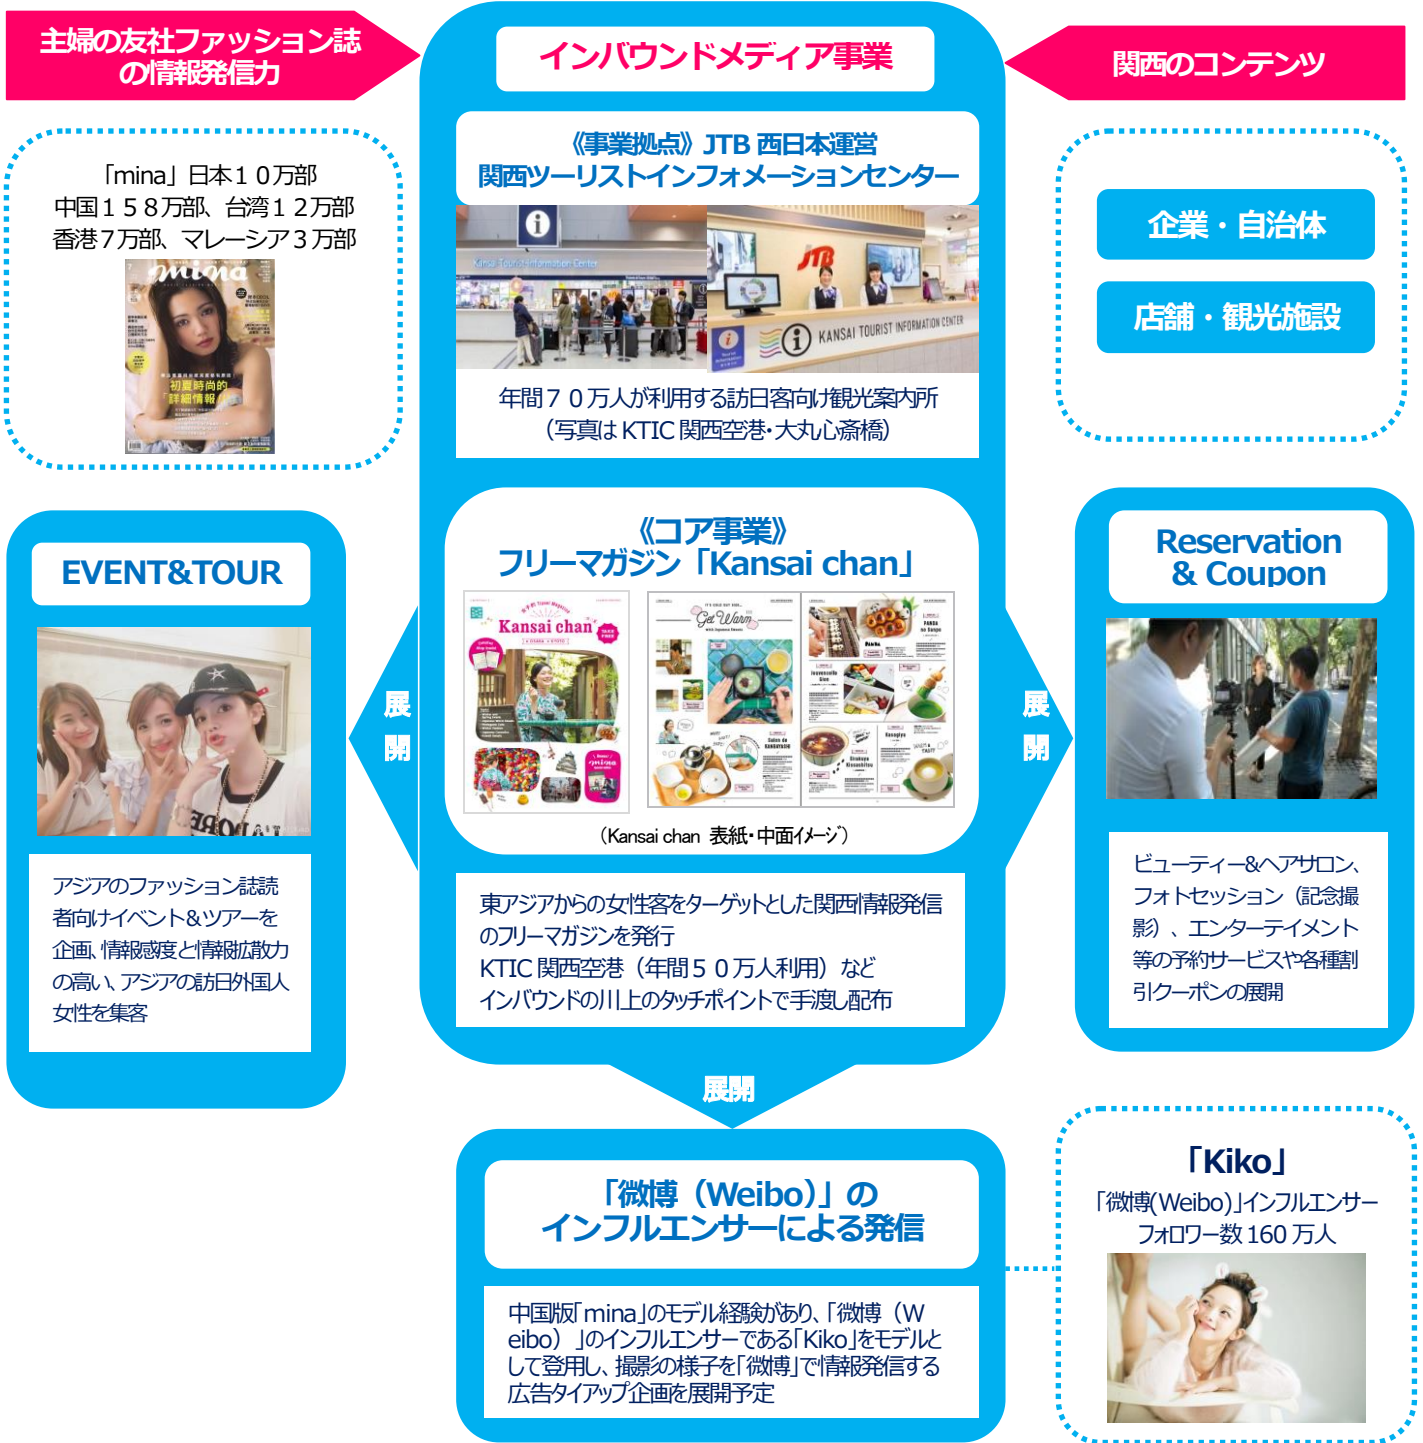 主婦の友社ファッション誌
の情報発信力
インバウンドメディア事業
関西のコンテンツ
「mina」日本１０万部
中国１５８万部、台湾１２万部
香港７万部、マレーシア３万部
mina
初夏時尚的
「詳細情報」
《事業拠点》JTB 西日本運営
関西ツーリストインフォメーションセンター
Kansai Tourist Information Center
JTB
KANSAI TOURIST INFORMATION CENTER
年間７０万人が利用する訪日客向け観光案内所
（写真は KTIC 関西空港・大丸心斎橋）
企業・自治体
店舗・観光施設
EVENT&TOUR
アジアのファッション誌読
者向けイベント＆ツアーを
企画、情報感度と情報拡散力
の高い、アジアの訪日外国人
女性を集客
展開
《コア事業》
フリーマガジン「Kansai chan」
Kansai chan
TAKE FREE
mina
Get Warm
（Kansai chan 表紙・中面イメージ）
東アジアからの女性客をターゲットとした関西情報発信
のフリーマガジンを発行
KTIC 関西空港（年間５０万人利用）など
インバウンドの川上のタッチポイントで手渡し配布
展開
Reservation
& Coupon
ビューティー&ヘアサロン、
フォトセッション（記念撮
影）、エンターテイメント
等の予約サービスや各種割
引クーポンの展開
展開
「微博（Weibo）」の
インフルエンサーによる発信
中国版「mina」のモデル経験があり、「微博（W
eibo）」のインフルエンサーである「Kiko」をモデルと
して登用し、撮影の様子を「微博」で情報発信する
広告タイアップ企画を展開予定
「Kiko」
「微博(Weibo)」インフルエンサー
フォロワー数 160 万人